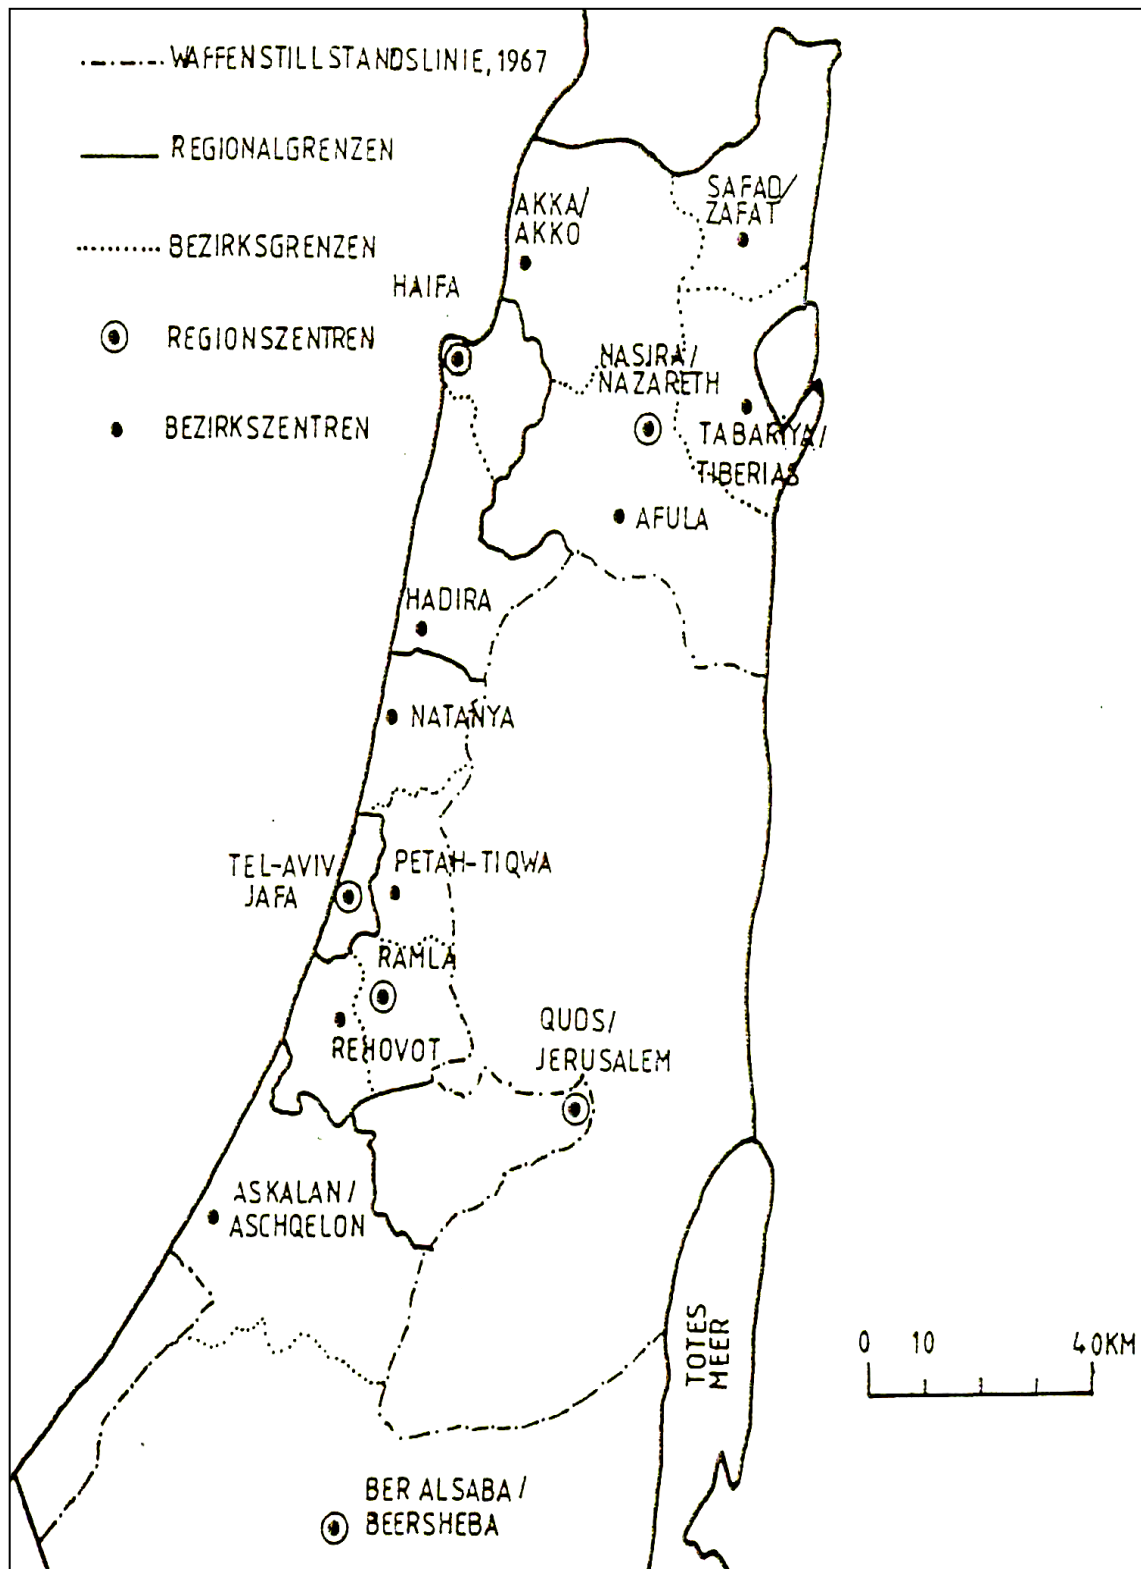 WAFFENSTILLSTANDSLINIE, 1967
REGIONALGRENZEN
BEZIRKSGRENZEN
REGIONSZENTREN
BEZIRKSZENTREN
SAFAD/
ZAFAT
AKKA/
AKKO
HAIFA
NASIRA/
NAZARETH
TABARIYA/
TIBERIAS
AFULA
HADIRA
NATANYA
TEL-AVIV
JAFA
PETAH-TIQWA
RAMLA
REHOVOT
QUDS/
JERUSALEM
ASKALAN/
ASCHQELON
TOTES
MEER
0 10 40KM
BER ALSABA/
BEERSHEBA